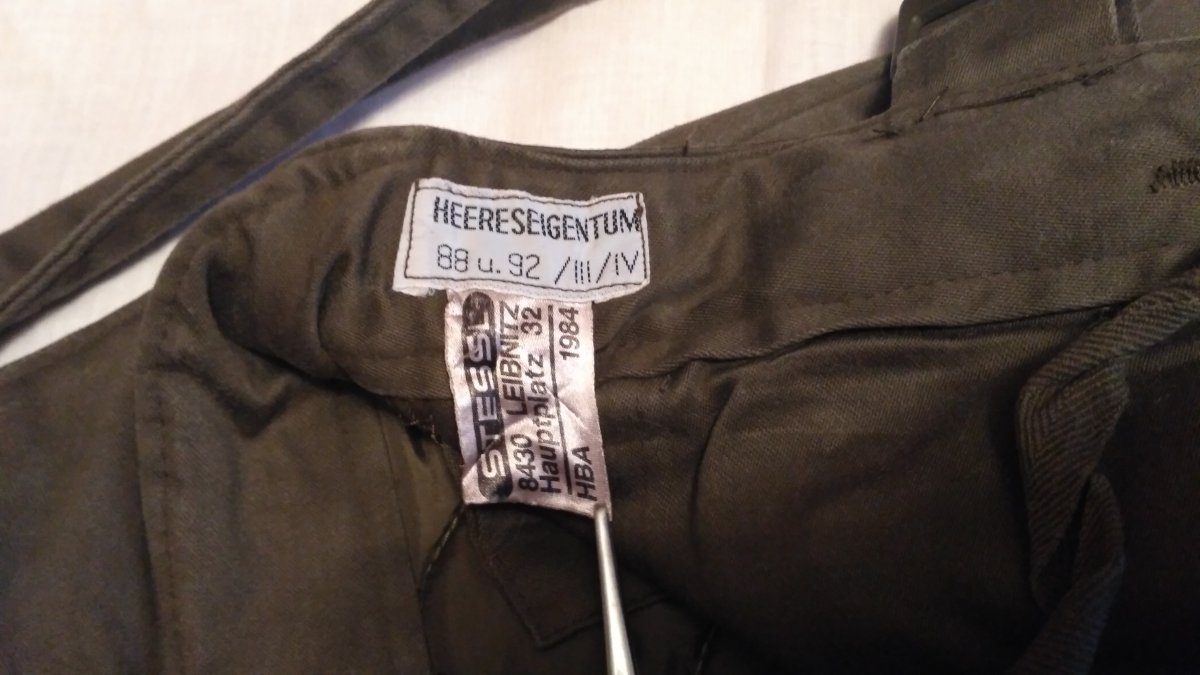 HEERESEIGENTUM
88 u. 92 /III/IV
STESSL
8430 LEIBNITZ
Hauptplatz 32
HBA 1984